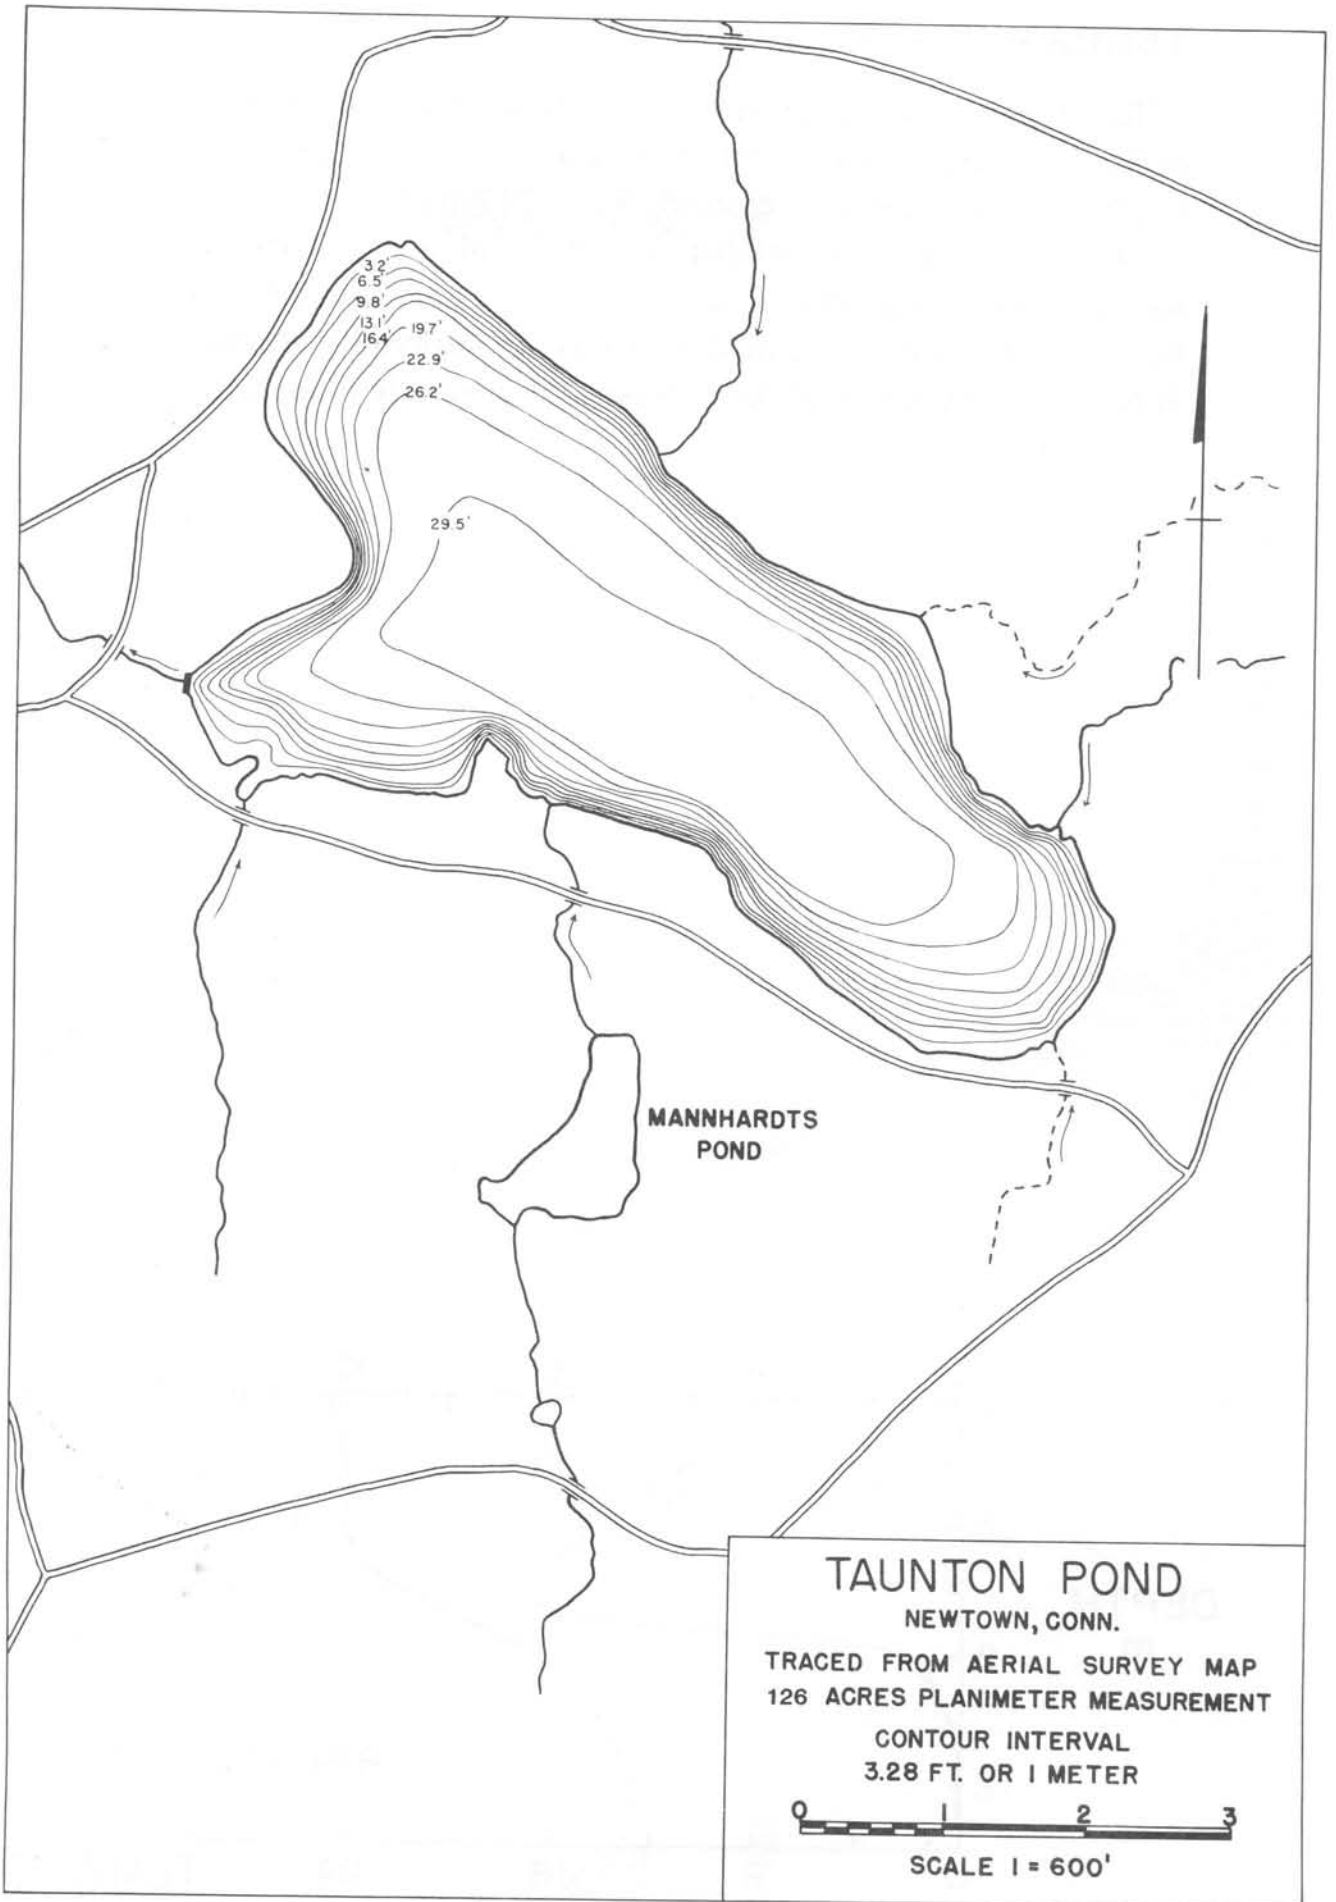 3.2'
6.5'
9.8'
13.1'
16.4'
19.7'
22.9'
26.2'
29.5'
MANNHARDTS
POND
TAUNTON POND
NEWTOWN, CONN.
TRACED FROM AERIAL SURVEY MAP
126 ACRES PLANIMETER MEASUREMENT
CONTOUR INTERVAL
3.28 FT. OR 1 METER
0 1 2 3
SCALE 1 = 600'